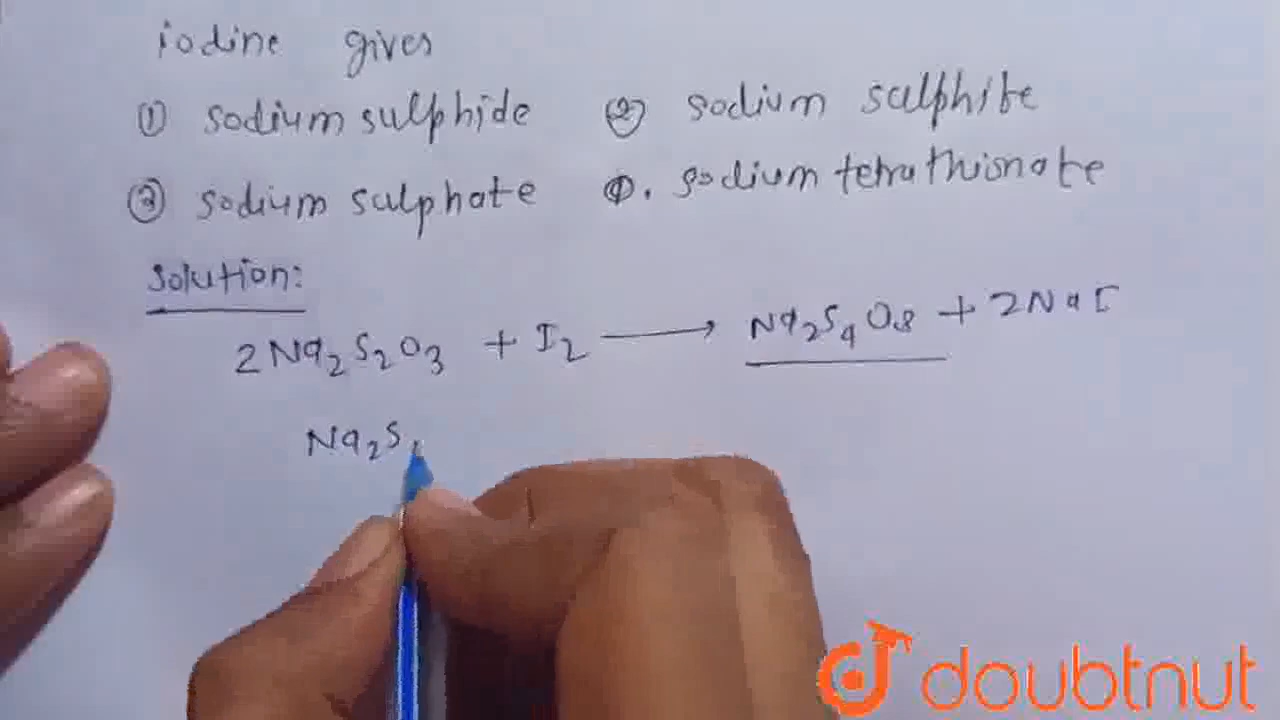 iodine gives
① sodium sulphide ② sodium sulphite
③ sodium sulphate ④. sodium tetrathionate
Solution:
2Na₂S₂O₃ + I₂ ⟶ Na₂S₄O₈ + 2NaI
Na₂S
doubtnut